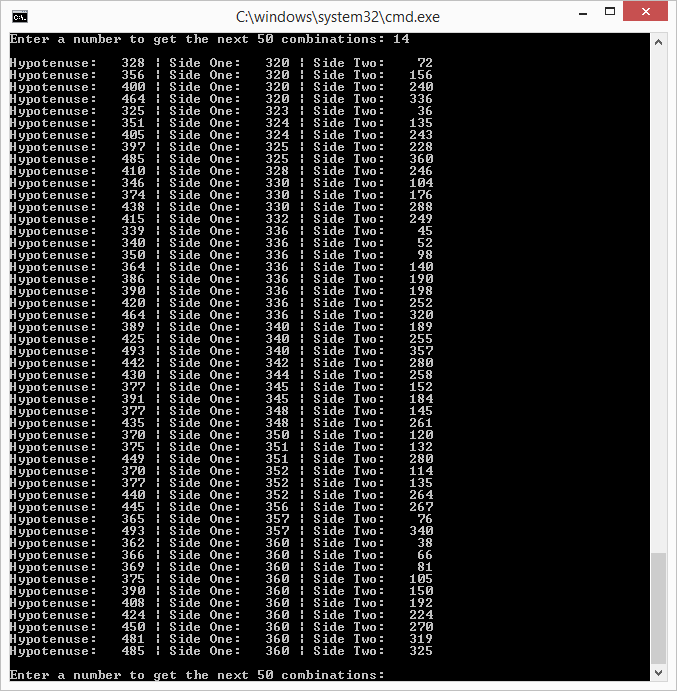 C:\windows\system32\cmd.exe
Enter a number to get the next 50 combinations: 14
Hypotenuse: 328 ¦ Side One: 320 ¦ Side Two: 72
Hypotenuse: 356 ¦ Side One: 320 ¦ Side Two: 156
Hypotenuse: 400 ¦ Side One: 320 ¦ Side Two: 240
Hypotenuse: 464 ¦ Side One: 320 ¦ Side Two: 336
Hypotenuse: 325 ¦ Side One: 323 ¦ Side Two: 36
Hypotenuse: 351 ¦ Side One: 324 ¦ Side Two: 135
Hypotenuse: 405 ¦ Side One: 324 ¦ Side Two: 243
Hypotenuse: 397 ¦ Side One: 325 ¦ Side Two: 228
Hypotenuse: 485 ¦ Side One: 325 ¦ Side Two: 360
Hypotenuse: 410 ¦ Side One: 328 ¦ Side Two: 246
Hypotenuse: 346 ¦ Side One: 330 ¦ Side Two: 104
Hypotenuse: 374 ¦ Side One: 330 ¦ Side Two: 176
Hypotenuse: 438 ¦ Side One: 330 ¦ Side Two: 288
Hypotenuse: 415 ¦ Side One: 332 ¦ Side Two: 249
Hypotenuse: 339 ¦ Side One: 336 ¦ Side Two: 45
Hypotenuse: 340 ¦ Side One: 336 ¦ Side Two: 52
Hypotenuse: 350 ¦ Side One: 336 ¦ Side Two: 98
Hypotenuse: 364 ¦ Side One: 336 ¦ Side Two: 140
Hypotenuse: 386 ¦ Side One: 336 ¦ Side Two: 190
Hypotenuse: 390 ¦ Side One: 336 ¦ Side Two: 198
Hypotenuse: 420 ¦ Side One: 336 ¦ Side Two: 252
Hypotenuse: 464 ¦ Side One: 336 ¦ Side Two: 320
Hypotenuse: 389 ¦ Side One: 340 ¦ Side Two: 189
Hypotenuse: 425 ¦ Side One: 340 ¦ Side Two: 255
Hypotenuse: 493 ¦ Side One: 340 ¦ Side Two: 357
Hypotenuse: 442 ¦ Side One: 342 ¦ Side Two: 280
Hypotenuse: 430 ¦ Side One: 344 ¦ Side Two: 258
Hypotenuse: 377 ¦ Side One: 345 ¦ Side Two: 152
Hypotenuse: 391 ¦ Side One: 345 ¦ Side Two: 184
Hypotenuse: 377 ¦ Side One: 348 ¦ Side Two: 145
Hypotenuse: 435 ¦ Side One: 348 ¦ Side Two: 261
Hypotenuse: 370 ¦ Side One: 350 ¦ Side Two: 120
Hypotenuse: 375 ¦ Side One: 351 ¦ Side Two: 132
Hypotenuse: 449 ¦ Side One: 351 ¦ Side Two: 280
Hypotenuse: 370 ¦ Side One: 352 ¦ Side Two: 114
Hypotenuse: 377 ¦ Side One: 352 ¦ Side Two: 135
Hypotenuse: 440 ¦ Side One: 352 ¦ Side Two: 264
Hypotenuse: 445 ¦ Side One: 356 ¦ Side Two: 267
Hypotenuse: 365 ¦ Side One: 357 ¦ Side Two: 76
Hypotenuse: 493 ¦ Side One: 357 ¦ Side Two: 340
Hypotenuse: 362 ¦ Side One: 360 ¦ Side Two: 38
Hypotenuse: 366 ¦ Side One: 360 ¦ Side Two: 66
Hypotenuse: 369 ¦ Side One: 360 ¦ Side Two: 81
Hypotenuse: 375 ¦ Side One: 360 ¦ Side Two: 105
Hypotenuse: 390 ¦ Side One: 360 ¦ Side Two: 150
Hypotenuse: 408 ¦ Side One: 360 ¦ Side Two: 192
Hypotenuse: 424 ¦ Side One: 360 ¦ Side Two: 224
Hypotenuse: 450 ¦ Side One: 360 ¦ Side Two: 270
Hypotenuse: 481 ¦ Side One: 360 ¦ Side Two: 319
Hypotenuse: 485 ¦ Side One: 360 ¦ Side Two: 325
Enter a number to get the next 50 combinations: